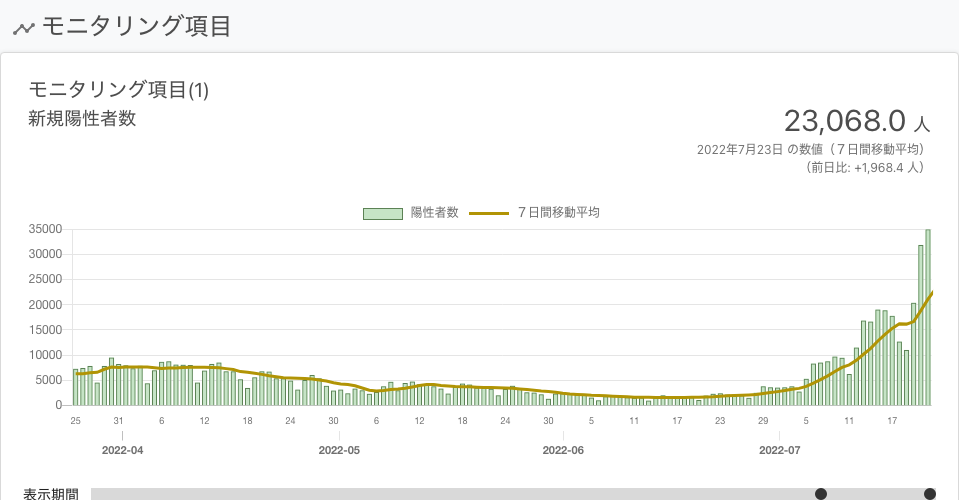 モニタリング項目
モニタリング項目(1)
新規陽性者数
23,068.0 人
2022年7月23日 の数値（７日間移動平均）
（前日比: +1,968.4 人）
陽性者数 ７日間移動平均
35000
30000
25000
20000
15000
10000
5000
0
25 31 6 12 18 24 30 6 12 18 24 30 5 11 17 23 29 5 11 17
2022-04 2022-05 2022-06 2022-07
表示期間